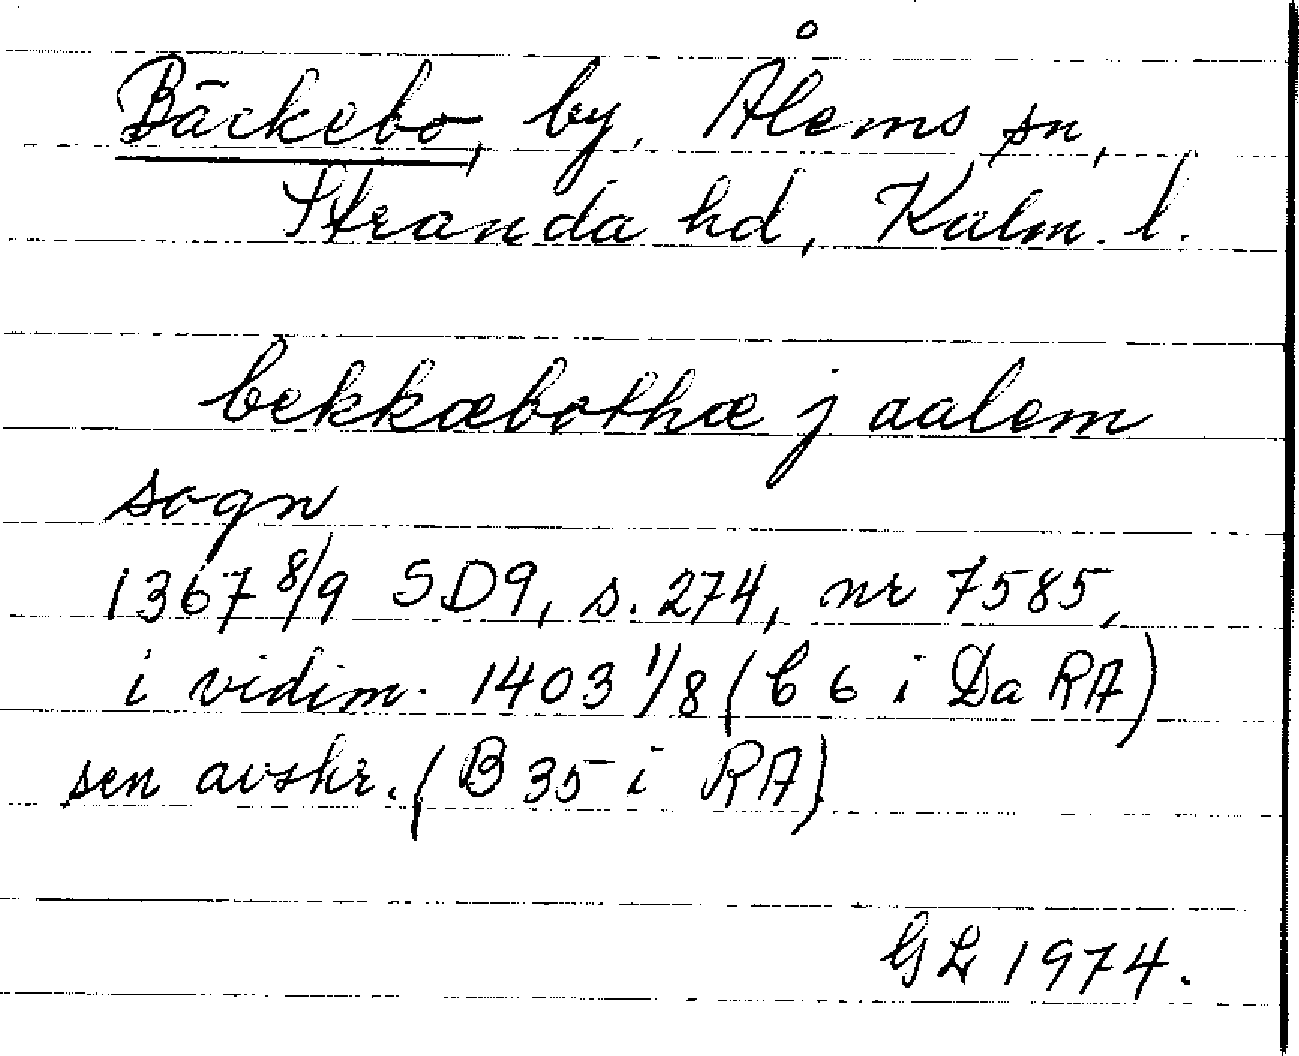 Bäckebo, by, Ålems sn,
Stranda hd, Kalm. l.
bekkæbothæ j aalem
sogn
1367 8/9 SD9, s. 274, nr 7585,
i vidim. 1403 1/8 (C 6 i Da RA)
sen avskr. (B 35 i RA)
GL 1974.